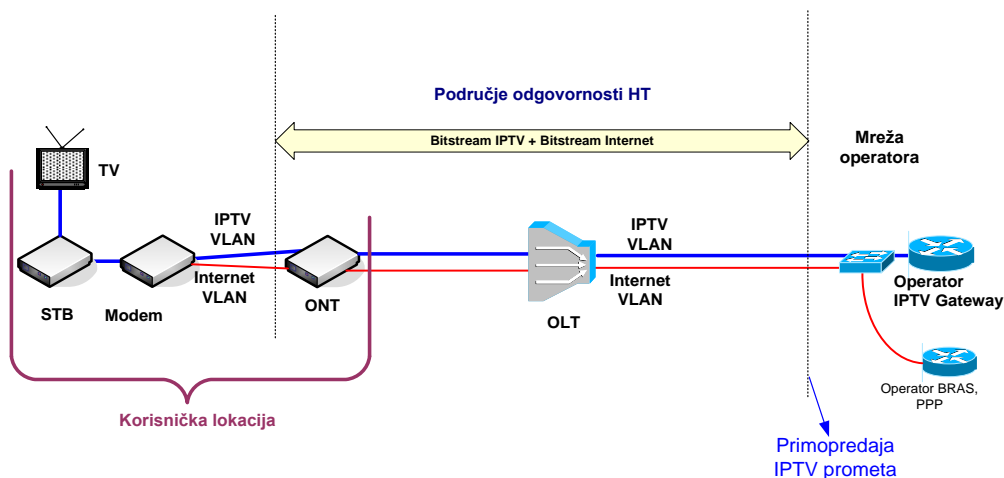 Područje odgovornosti HT
Bitstream IPTV + Bitstream Internet
Mreža
operatora
TV
IPTV
VLAN
Internet
VLAN
STB
Modem
ONT
OLT
IPTV
VLAN
Internet
VLAN
Operator
IPTV Gateway
Operator BRAS,
PPP
Korisnička lokacija
Primopredaja
IPTV prometa